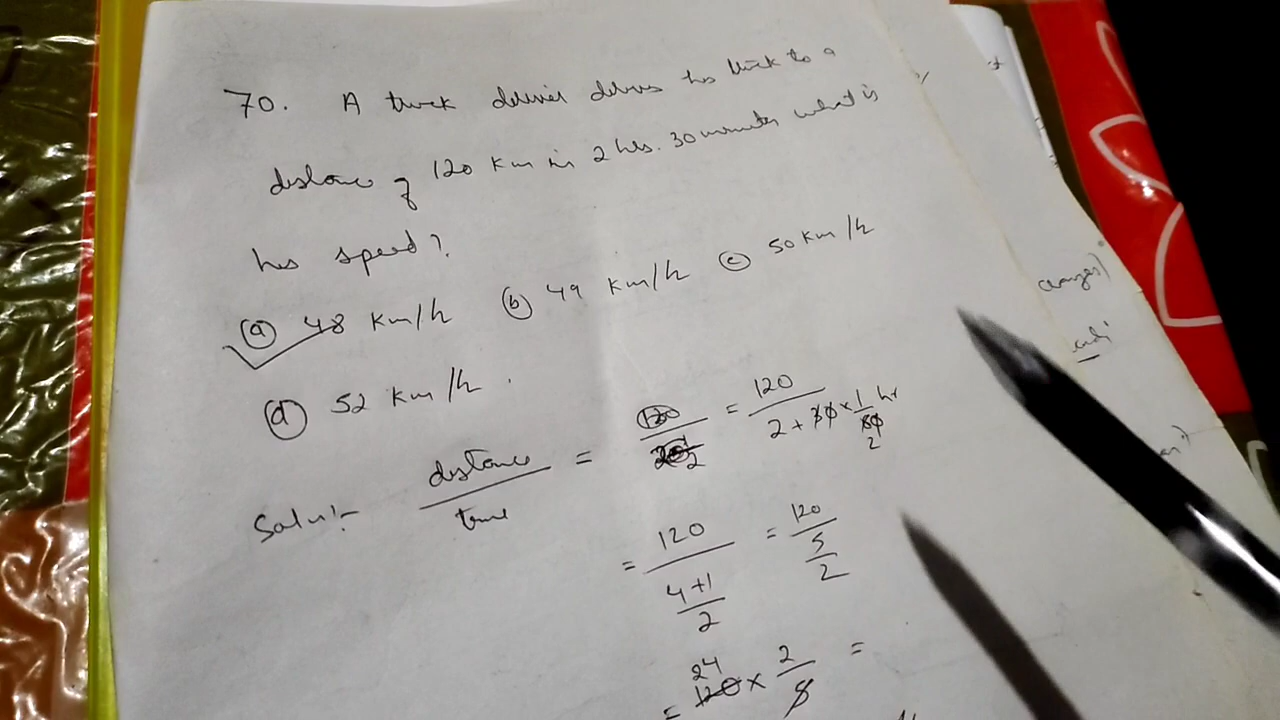 70. A truck driver drives his truck to a
distance of 120 Km in 2 hrs. 30 minutes what is
his speed?
(a) 48 Km/h (b) 49 Km/h (c) 50 Km/h
(d) 52 Km/h.
Soln:- distance/time = 120/ = 120/(2 + 30 × 1/60 hr)
2
= 120/((4+1)/2) = 120/(5/2)
24
= 120 × 2/5 =
changes)